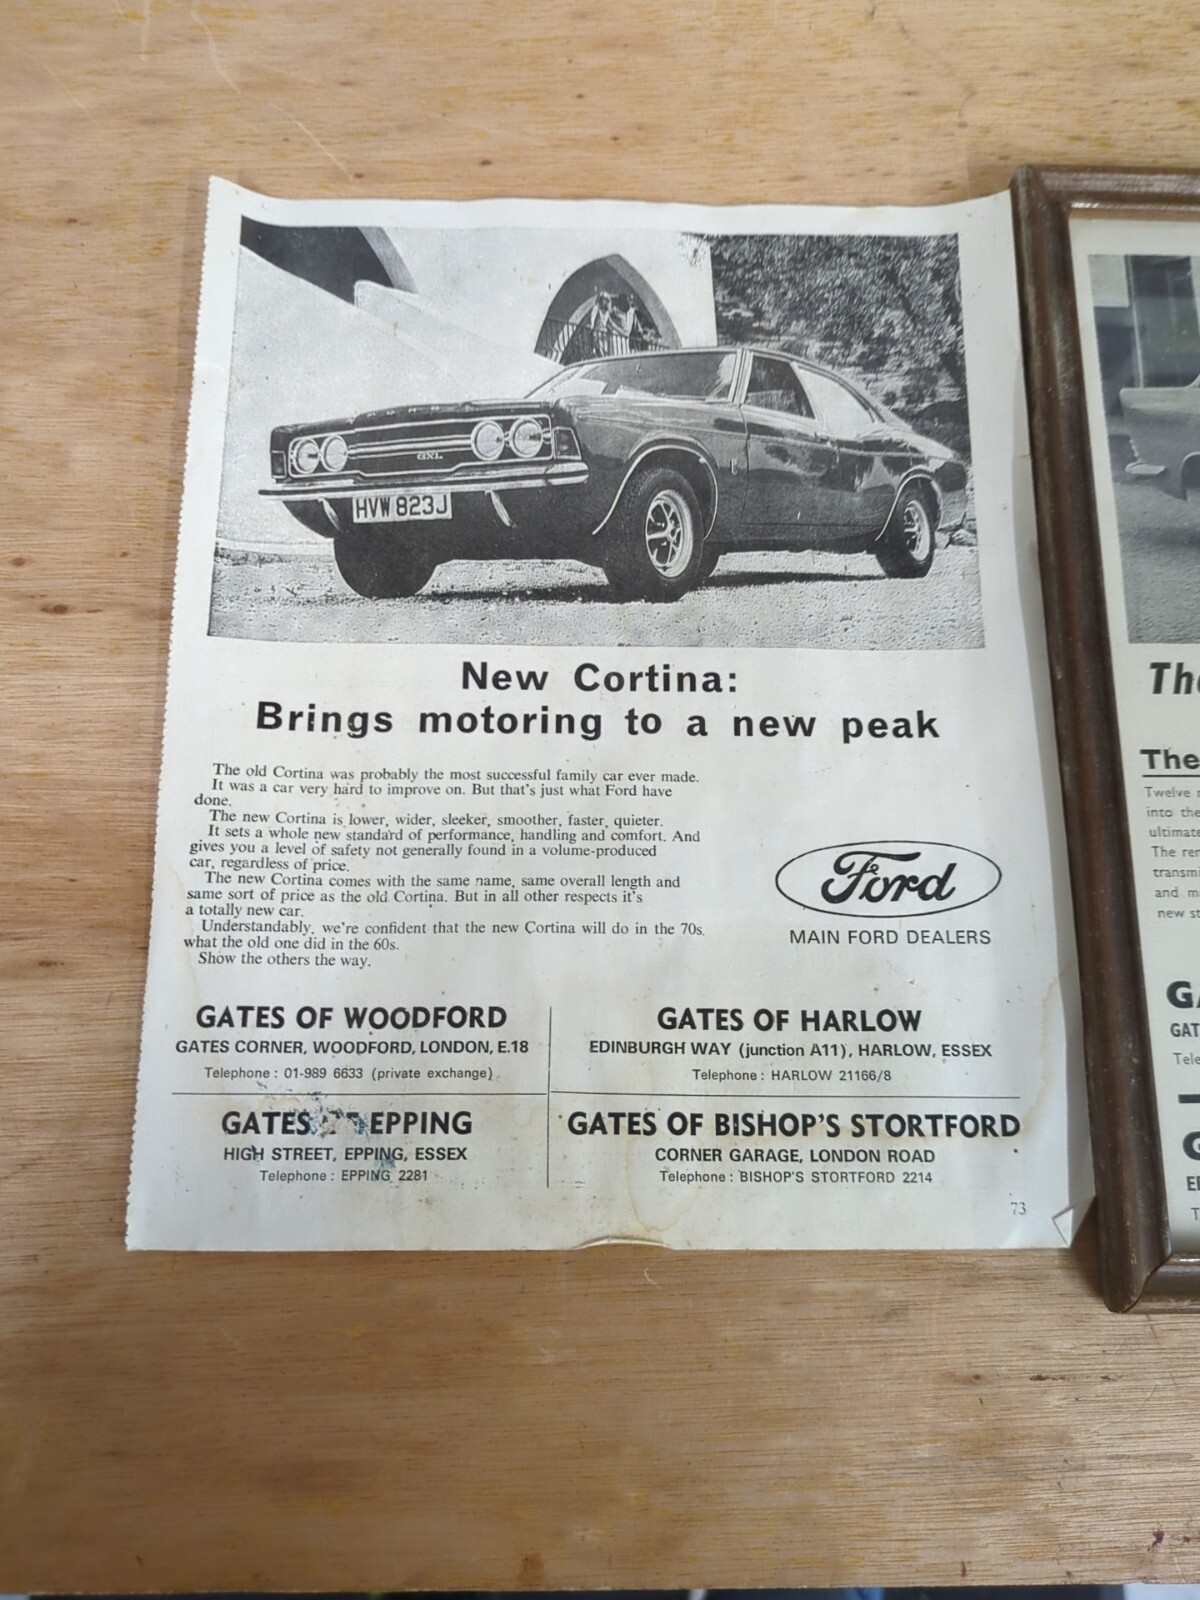 GXL
HVW 823J
New Cortina:
Brings motoring to a new peak
The old Cortina was probably the most successful family car ever made.
It was a car very hard to improve on. But that's just what Ford have
done.
The new Cortina is lower, wider, sleeker, smoother, faster, quieter.
It sets a whole new standard of performance, handling and comfort. And
gives you a level of safety not generally found in a volume-produced
car, regardless of price.
The new Cortina comes with the same name, same overall length and
same sort of price as the old Cortina. But in all other respects it's
a totally new car.
Understandably, we're confident that the new Cortina will do in the 70s.
what the old one did in the 60s.
Show the others the way.
Ford
MAIN FORD DEALERS
GATES OF WOODFORD
GATES CORNER, WOODFORD, LONDON, E.18
Telephone : 01-989 6633 (private exchange)
GATES OF HARLOW
EDINBURGH WAY (junction A11), HARLOW, ESSEX
Telephone : HARLOW 21166/8
GATES EPPING
HIGH STREET, EPPING, ESSEX
Telephone : EPPING 2281
GATES OF BISHOP'S STORTFORD
CORNER GARAGE, LONDON ROAD
Telephone : BISHOP'S STORTFORD 2214
73
The
Twelve
into the
ultimate
The
and
new